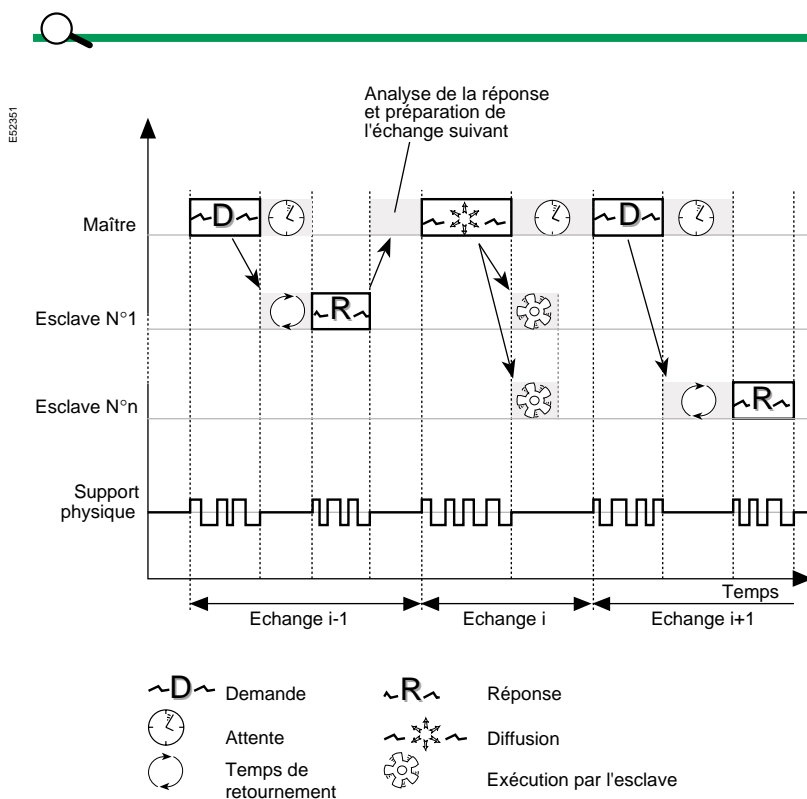 E52351
Analyse de la réponse
et préparation de
l'échange suivant
Maître
D
D
Esclave N°1
R
Esclave N°n
R
Support
physique
Temps
Echange i-1
Echange i
Echange i+1
D
Demande
R
Réponse
Attente
Diffusion
Temps de
retournement
Exécution par l'esclave